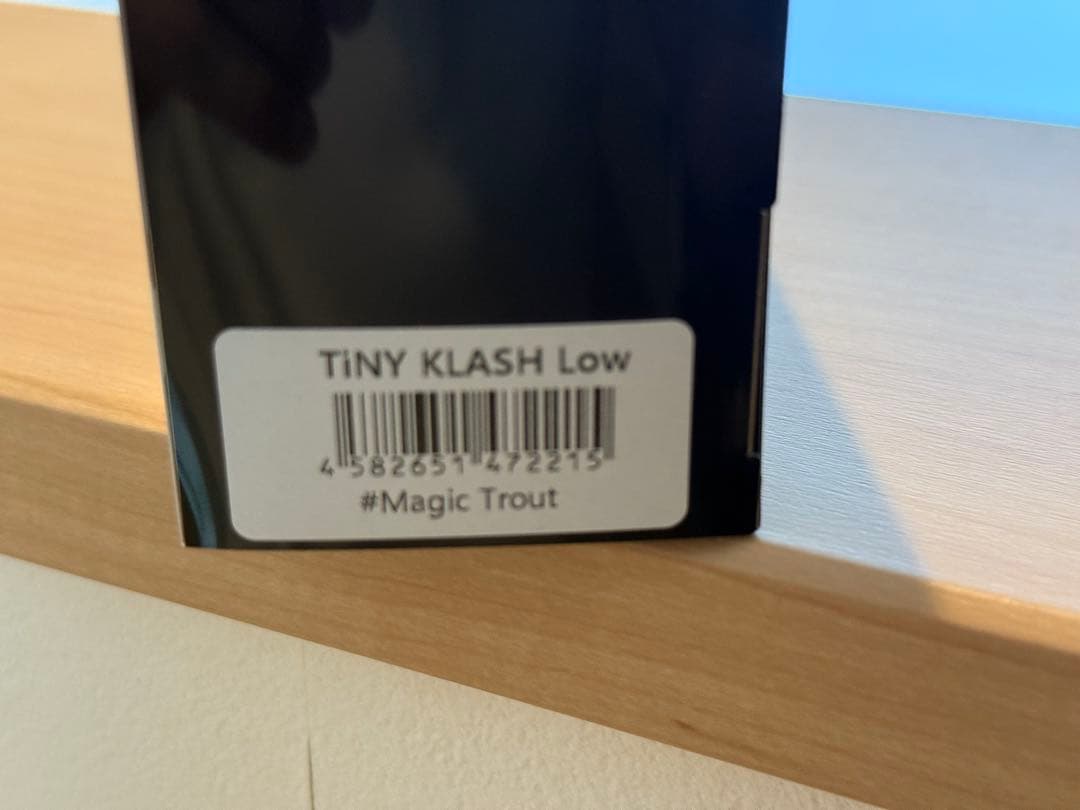 TiNY KLASH Low
4 582651 472215
#Magic Trout